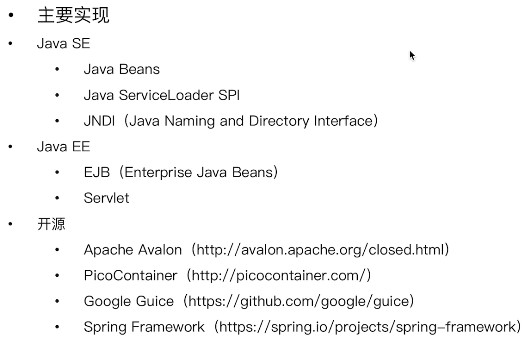 • 主要实现
• Java SE
• Java Beans
• Java ServiceLoader SPI
• JNDI（Java Naming and Directory Interface）
• Java EE
• EJB（Enterprise Java Beans）
• Servlet
• 开源
• Apache Avalon（http://avalon.apache.org/closed.html）
• PicoContainer（http://picocontainer.com/）
• Google Guice（https://github.com/google/guice）
• Spring Framework（https://spring.io/projects/spring-framework）